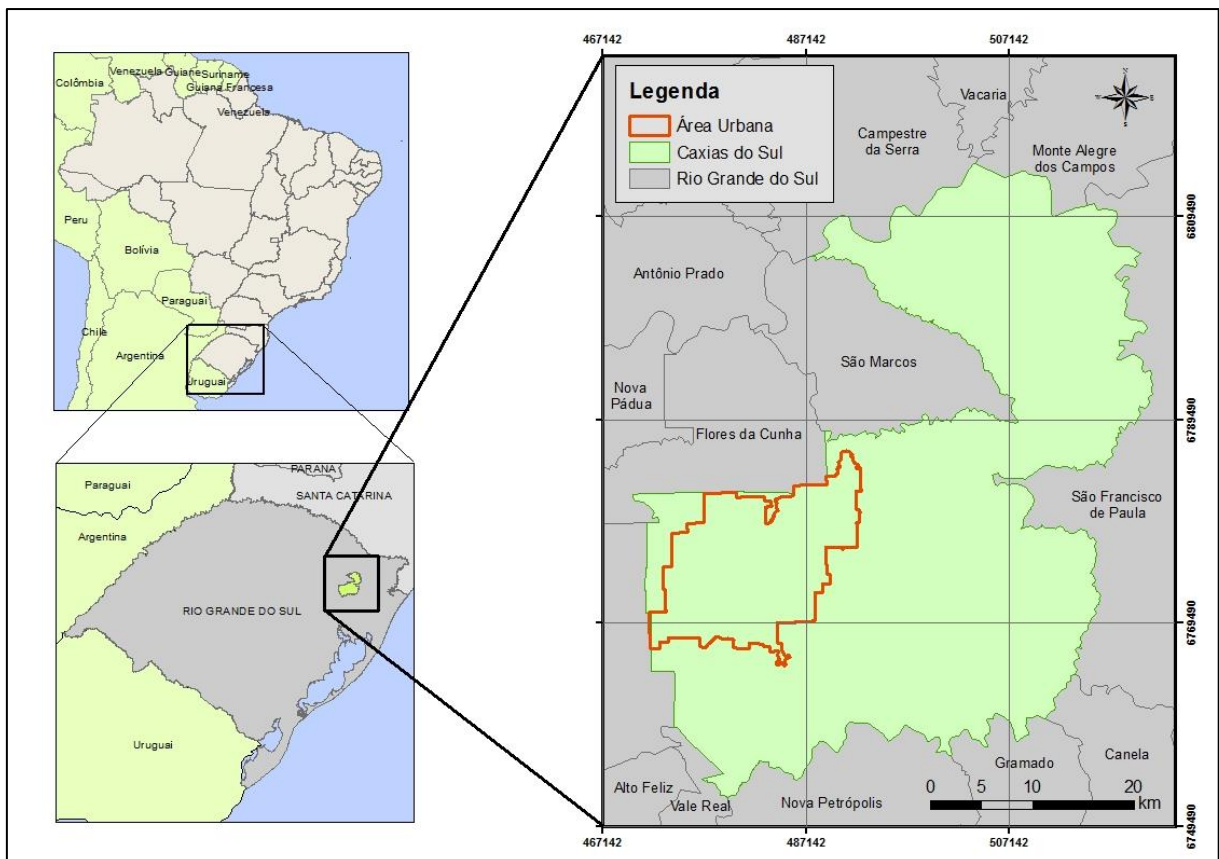 Venezuela
Guiane
Suriname
Colômbia
Guiana Francesa
Venezuela
Peru
Bolívia
Paraguai
Chile
Argentina
Uruguai
PARANA
Paraguai
SANTA CATARINA
Argentina
RIO GRANDE DO SUL
Uruguai
467142
487142
507142
Legenda
Área Urbana
Caxias do Sul
Rio Grande do Sul
Vacaria
Campestre
da Serra
Monte Alegre
dos Campos
6809490
Antônio Prado
São Marcos
Nova
Pádua
6789490
Flores da Cunha
São Francisco
de Paula
6769490
Canela
Gramado
Alto Feliz
Vale Real
Nova Petrópolis
0 5 10 20
km
6749490
467142
487142
507142